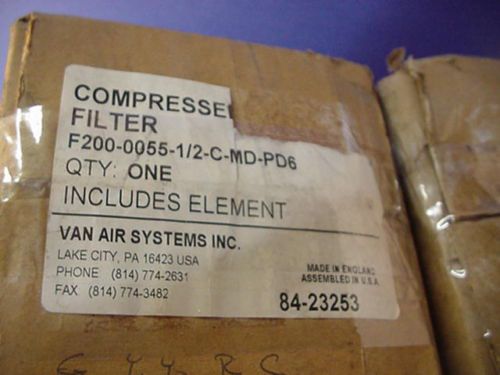 COMPRESSE
FILTER
F200-0055-1/2-C-MD-PD6
QTY: ONE
INCLUDES ELEMENT
VAN AIR SYSTEMS INC.
LAKE CITY, PA 16423 USA
PHONE (814) 774-2631
FAX (814) 774-3482
MADE IN ENGLAND
ASSEMBLED IN U.S.A
84-23253